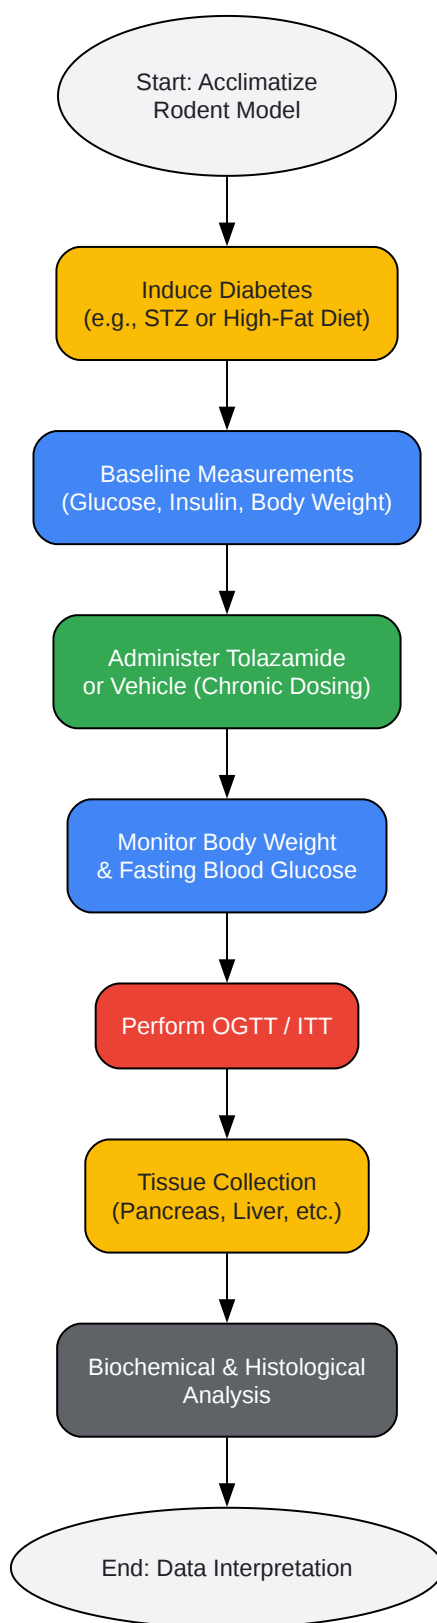 Start: Acclimatize
Rodent Model
Induce Diabetes
(e.g., STZ or High-Fat Diet)
Baseline Measurements
(Glucose, Insulin, Body Weight)
Administer Tolazamide
or Vehicle (Chronic Dosing)
Monitor Body Weight
& Fasting Blood Glucose
Perform OGTT / ITT
Tissue Collection
(Pancreas, Liver, etc.)
Biochemical & Histological
Analysis
End: Data Interpretation